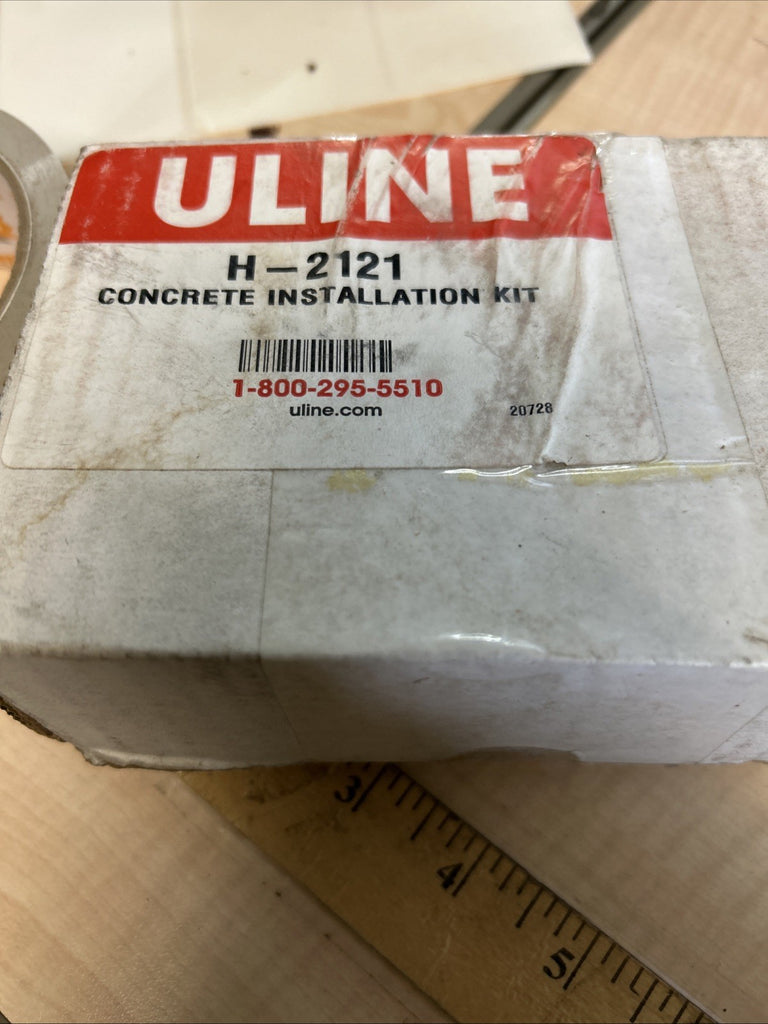 ULINE
H-2121
CONCRETE INSTALLATION KIT
1-800-295-5510
uline.com
20728
3
4
5